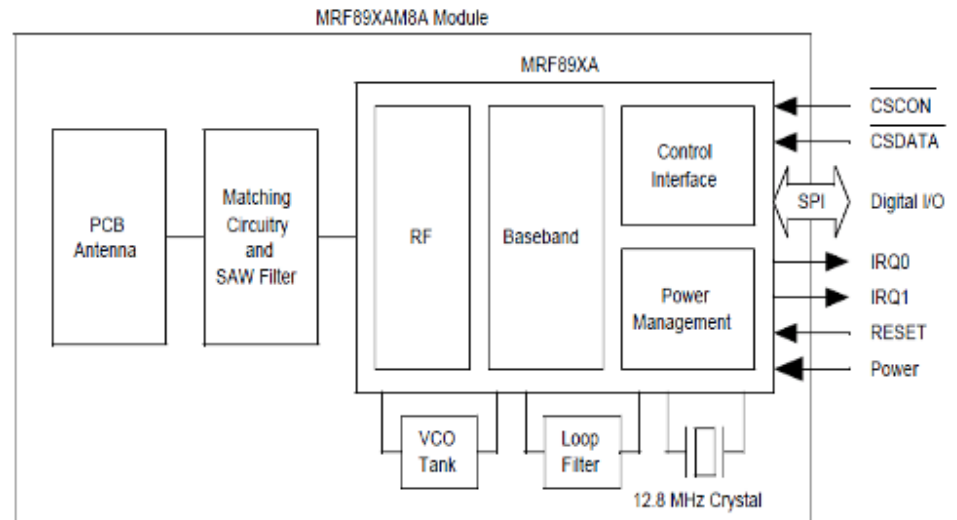 MRF89XAM8A Module
MRF89XA
PCB
Antenna
Matching
Circuitry
and
SAW Filter
RF
Baseband
Control
Interface
Power
Management
CSCON
CSDATA
SPI
Digital I/O
IRQ0
IRQ1
RESET
Power
VCO
Tank
Loop
Filter
12.8 MHz Crystal